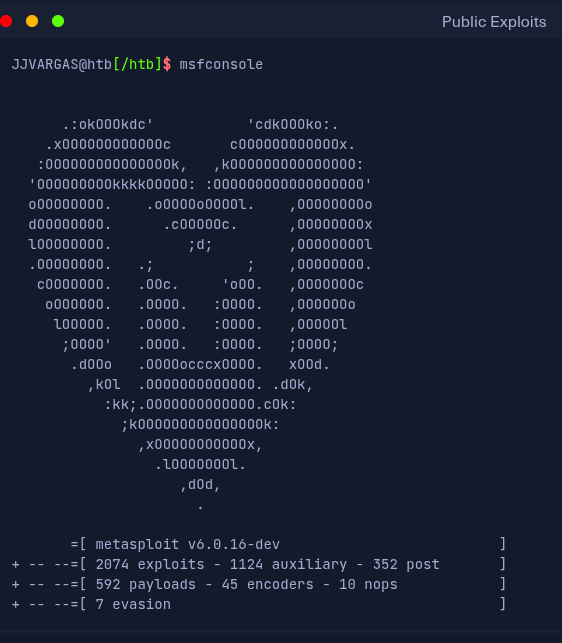 Public Exploits
JJVARGAS@htb[/htb]$ msfconsole
      .:okOOOkdc'           'cdkOOOko:.
    .xOOOOOOOOOOOOc       cOOOOOOOOOOOOx.
   :OOOOOOOOOOOOOOOk,   ,kOOOOOOOOOOOOOOO:
  'OOOOOOOOOkkkkOOOOO: :OOOOOOOOOOOOOOOOOO'
  oOOOOOOOO.    .oOOOOoOOOOl.    ,OOOOOOOOo
  dOOOOOOOO.      .cOOOOOc.      ,OOOOOOOOx
  lOOOOOOOO.         ;d;         ,OOOOOOOOl
  .OOOOOOOO.   .;           ;    ,OOOOOOOO.
   cOOOOOOO.   .OOc.     'oOO.   ,OOOOOOOc
    oOOOOOO.   .OOOO.   :OOOO.   ,OOOOOOo
     lOOOOO.   .OOOO.   :OOOO.   ,OOOOOl
      ;OOOO'   .OOOO.   :OOOO.   ;OOOO;
       .dOOo   .OOOOocccxOOOO.   xOOd.
         ,kOl  .OOOOOOOOOOOOO. .dOk,
           :kk;.OOOOOOOOOOOOO.cOk:
             ;kOOOOOOOOOOOOOOOk:
               ,xOOOOOOOOOOOx,
                 .lOOOOOOOl.
                    ,dOd,
                      .
       =[ metasploit v6.0.16-dev                          ]
+ -- --=[ 2074 exploits - 1124 auxiliary - 352 post       ]
+ -- --=[ 592 payloads - 45 encoders - 10 nops            ]
+ -- --=[ 7 evasion                                       ]